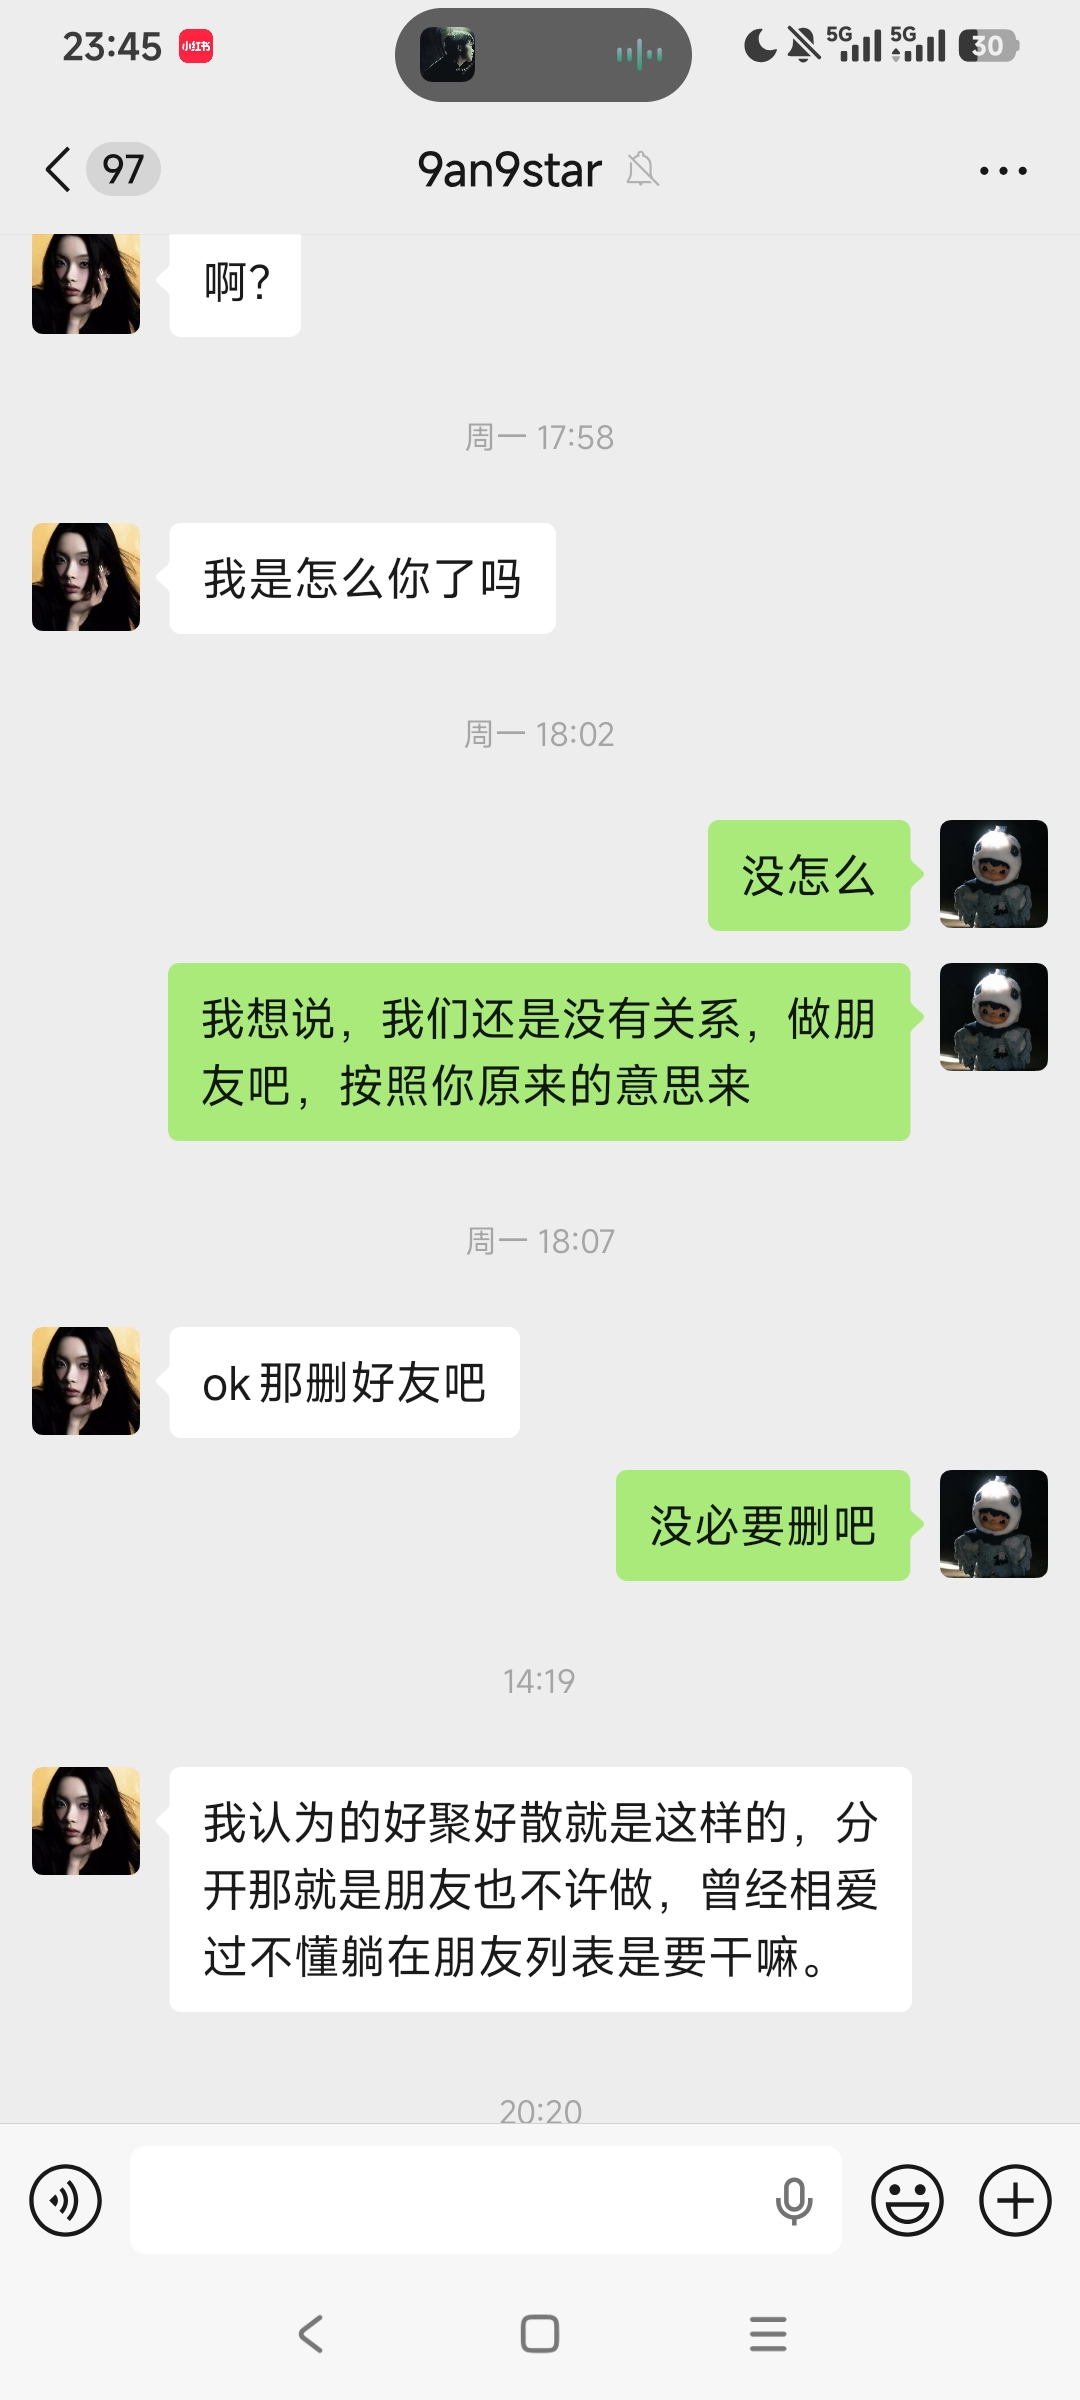 23:45
小红书
5G
5G
30
97
9an9star
啊?
周一 17:58
我是怎么你了吗
周一 18:02
没怎么
我想说，我们还是没有关系，做朋
友吧，按照你原来的意思来
周一 18:07
ok那删好友吧
没必要删吧
14:19
我认为的好聚好散就是这样的，分
开那就是朋友也不许做，曾经相爱
过不懂躺在朋友列表是要干嘛。
20:20